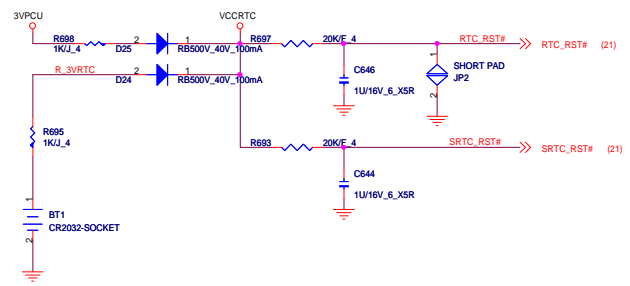 3VPCU VCCRTC
R698 2 1 R697 20K/F_4 RTC_RST# RTC_RST# (21)
1K/J_4 D25 RB500V_40V_100mA
R_3VRTC 2 1 C646 1 SHORT PAD
D24 RB500V_40V_100mA JP2
1U/16V_6_X5R 2
R695
1K/J_4 R693 20K/F_4 SRTC_RST# SRTC_RST# (21)
C644
1U/16V_6_X5R
1
BT1
CR2032-SOCKET
2